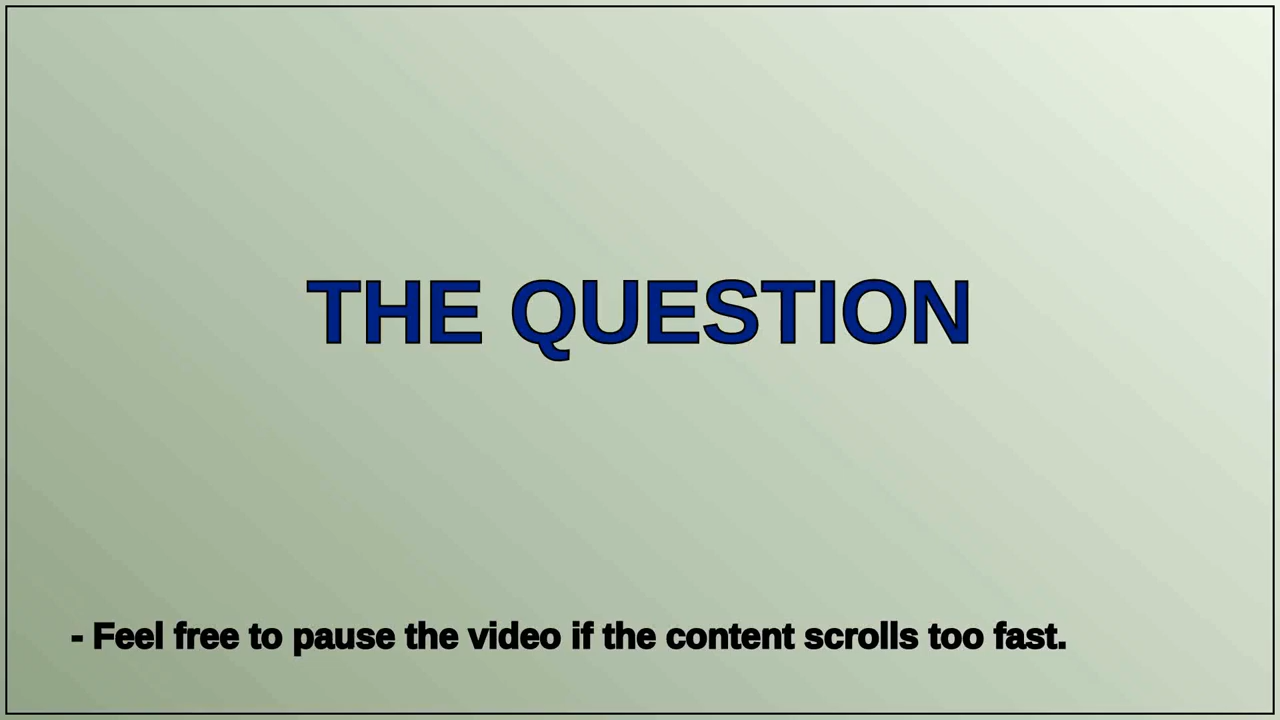 THE QUESTION
- Feel free to pause the video if the content scrolls too fast.